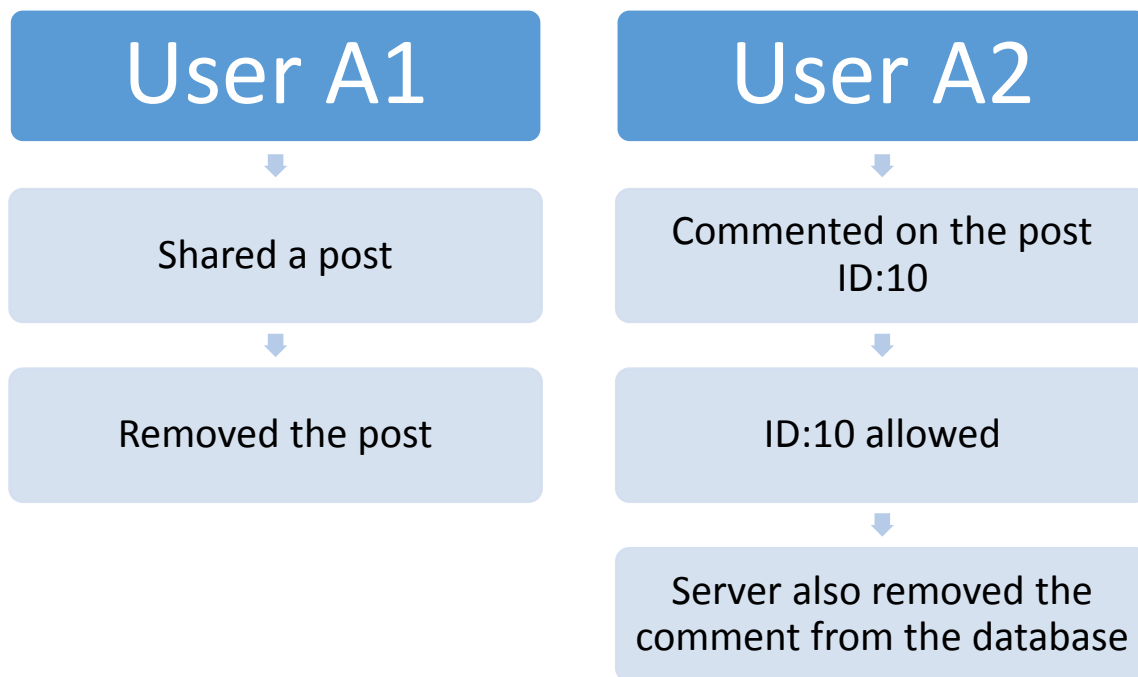 User A1
Shared a post
Removed the post
User A2
Commented on the post
ID:10
ID:10 allowed
Server also removed the
comment from the database